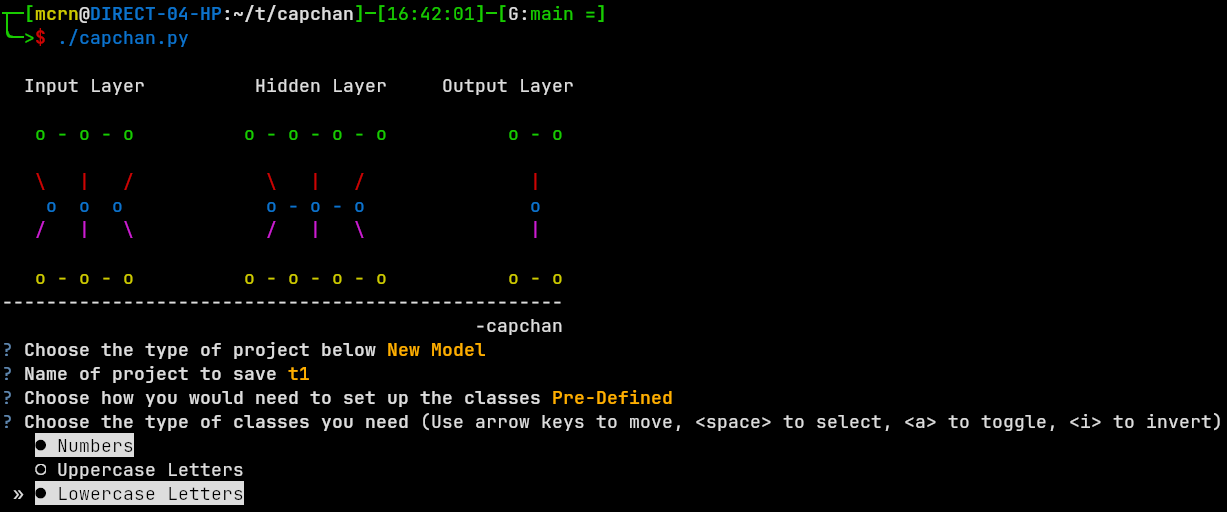 ┬─[mcrn@DIRECT-04-HP:~/t/capchan]─[16:42:01]─[G:main =]
╰─>$ ./capchan.py
Input Layer          Hidden Layer     Output Layer
o - o - o          o - o - o - o           o - o
\   |   /            \   |   /               |
o  o  o             o - o - o               o
/   |   \            /   |   \               |
o - o - o          o - o - o - o           o - o
---------------------------------------------------
-capchan
? Choose the type of project below New Model
? Name of project to save t1
? Choose how you would need to set up the classes Pre-Defined
? Choose the type of classes you need (Use arrow keys to move, <space> to select, <a> to toggle, <i> to invert)
● Numbers
○ Uppercase Letters
» ● Lowercase Letters